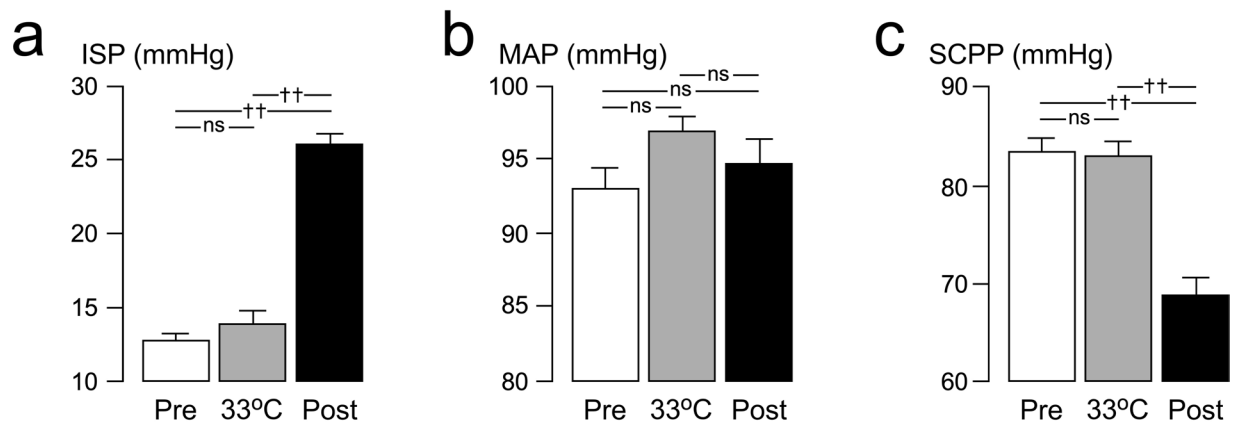 a
ISP (mmHg)
30
25
20
15
10
††
††
ns
Pre 33ºC Post
b
MAP (mmHg)
100
95
90
85
80
ns
ns
ns
Pre 33ºC Post
c
SCPP (mmHg)
90
80
70
60
††
††
ns
Pre 33ºC Post